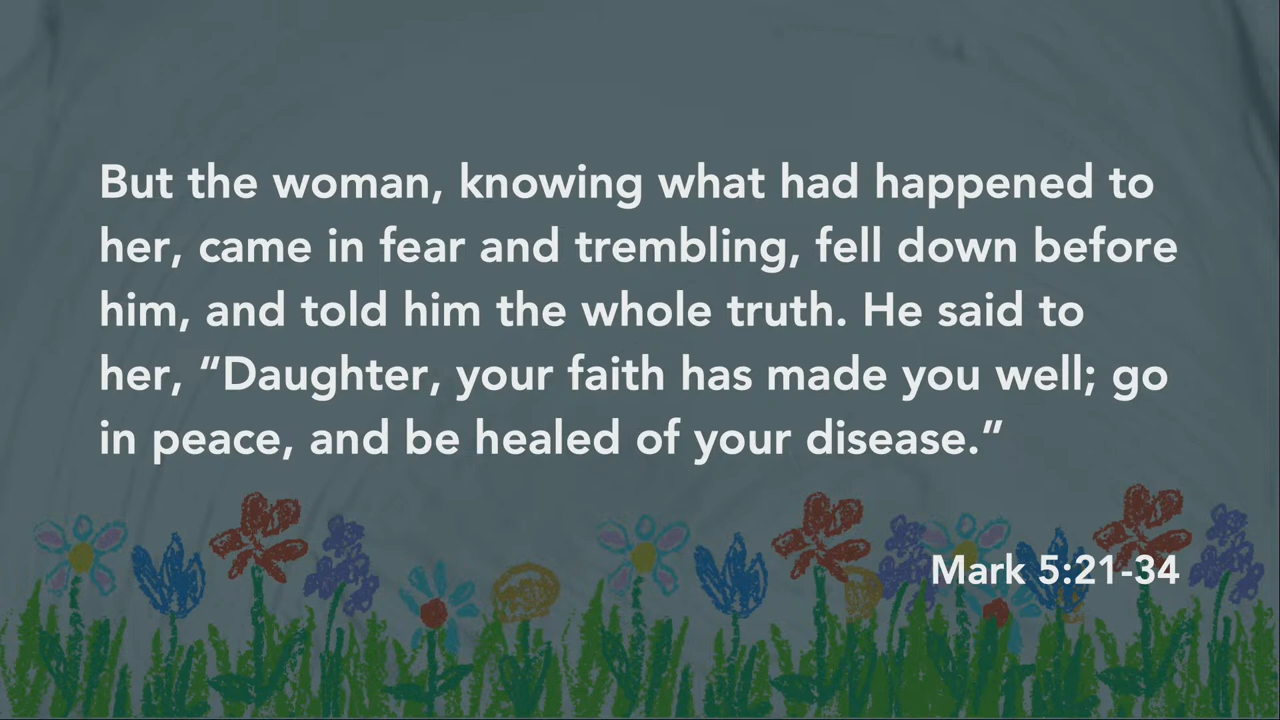 But the woman, knowing what had happened to
her, came in fear and trembling, fell down before
him, and told him the whole truth. He said to
her, “Daughter, your faith has made you well; go
in peace, and be healed of your disease.”
Mark 5:21-34